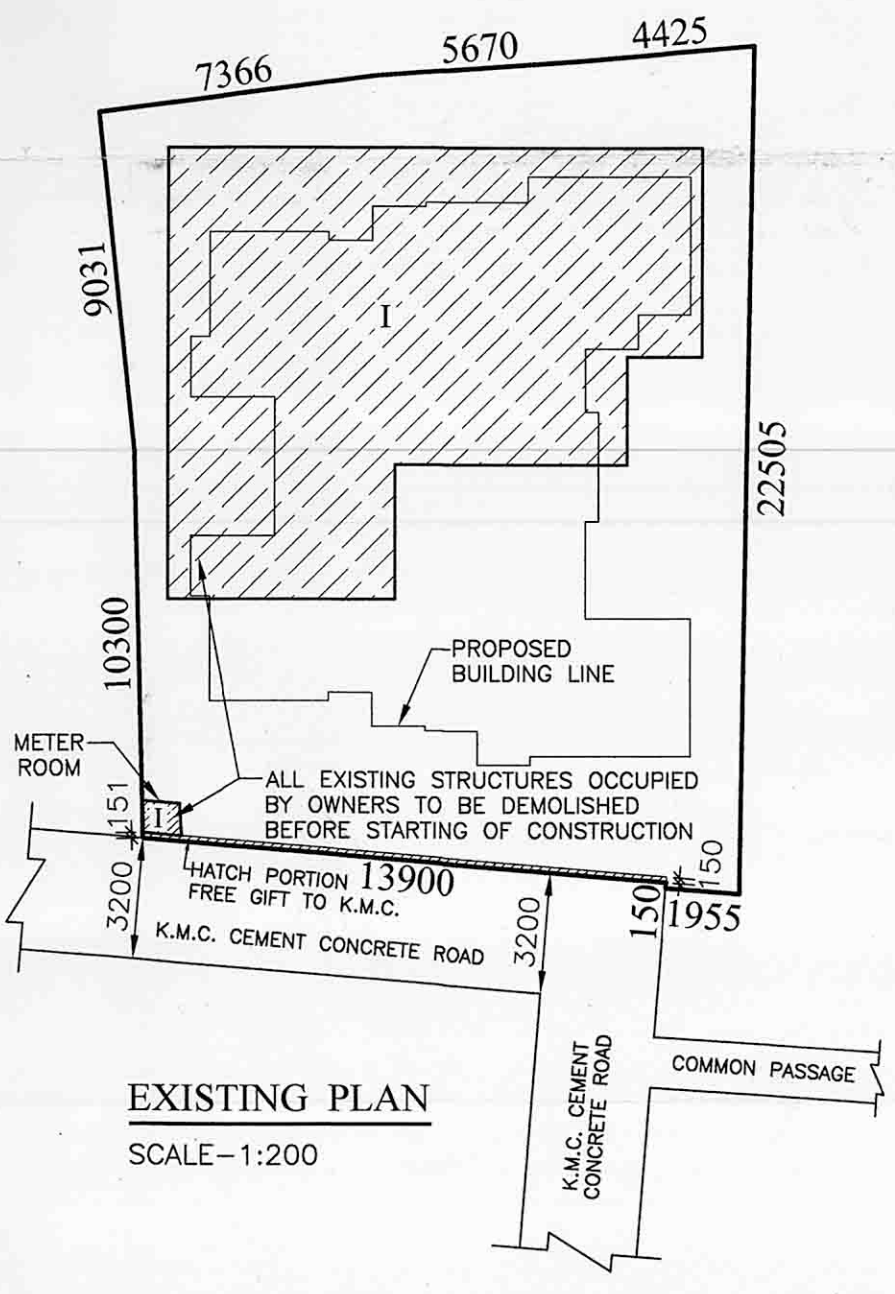 7366
5670
4425
9031
I
22505
10300
PROPOSED
BUILDING LINE
METER
ROOM
151
I
ALL EXISTING STRUCTURES OCCUPIED
BY OWNERS TO BE DEMOLISHED
BEFORE STARTING OF CONSTRUCTION
HATCH PORTION
FREE GIFT TO K.M.C.
13900
150
150
1955
3200
K.M.C. CEMENT CONCRETE ROAD
3200
K.M.C. CEMENT
CONCRETE ROAD
COMMON PASSAGE
EXISTING PLAN
SCALE-1:200